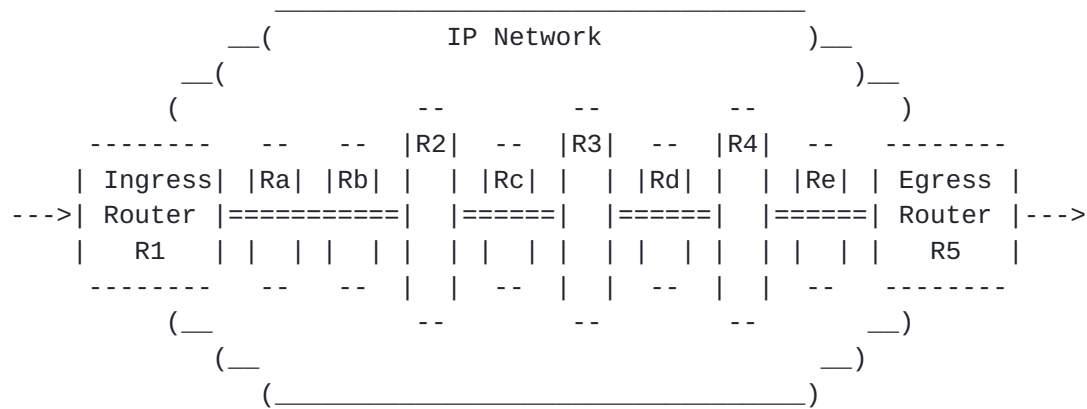 IP Network
R2 R3 R4
Ingress Ra Rb Rc Rd Re Egress
--->| Router |===========| |======| |======| |======| Router |--->
R1 R5